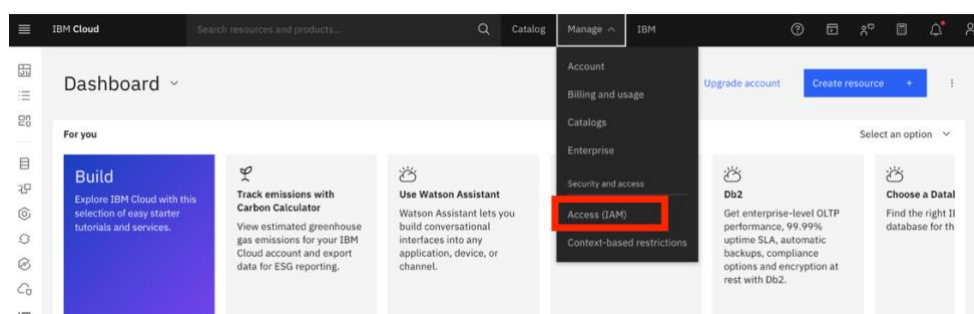 IBM Cloud
Search resources and products...
Catalog
Manage
IBM
Dashboard
Upgrade account
Create resource +
Account
Billing and usage
Catalogs
Enterprise
Security and access
Access (IAM)
Context-based restrictions
For you
Select an option
Build
Explore IBM Cloud with this
selection of easy starter
tutorials and services.
Track emissions with
Carbon Calculator
View estimated greenhouse
gas emissions for your IBM
Cloud account and export
data for ESG reporting.
Use Watson Assistant
Watson Assistant lets you
build conversational
interfaces into any
application, device, or
channel.
Db2
Get enterprise-level OLTP
performance, 99.99%
uptime SLA, automatic
backups, compliance
options and encryption at
rest with Db2.
Choose a Datal
Find the right II
database for th